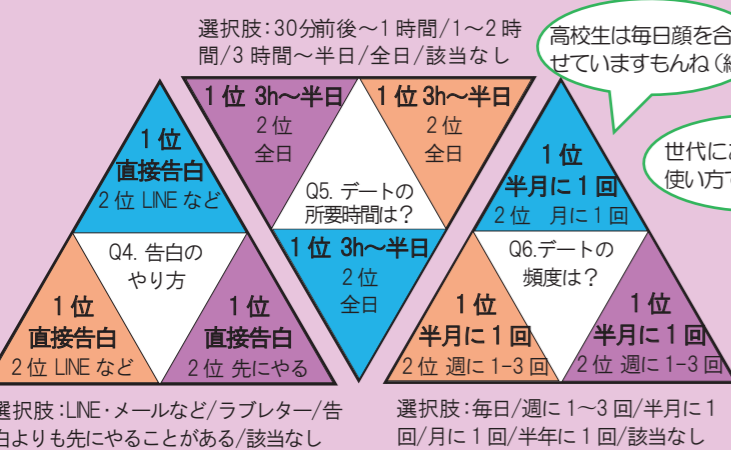 選択肢：30分前後～1時間/1～2時
間/3時間～半日/全日/該当なし
高校生は毎日顔を合
せていますもんね
世代に
使い方で
1位 3h～半日
2位
全日
1位 3h～半日
2位
全日
Q5. デートの
所要時間は？
1位 3h～半日
2位
全日
1位
直接告白
2位 LINEなど
Q4. 告白の
やり方
1位
直接告白
2位 LINEなど
1位
直接告白
2位 先にやる
1位
半月に1回
2位 月に1回
Q6.デートの
頻度は？
1位
半月に1回
2位 週に1-3回
1位
半月に1回
2位 週に1-3回
選択肢：LINE・メールなど/ラブレター/告
白よりも先にやることがある/該当なし
選択肢：毎日/週に1～3回/半月に1
回/月に1回/半年に1回/該当なし